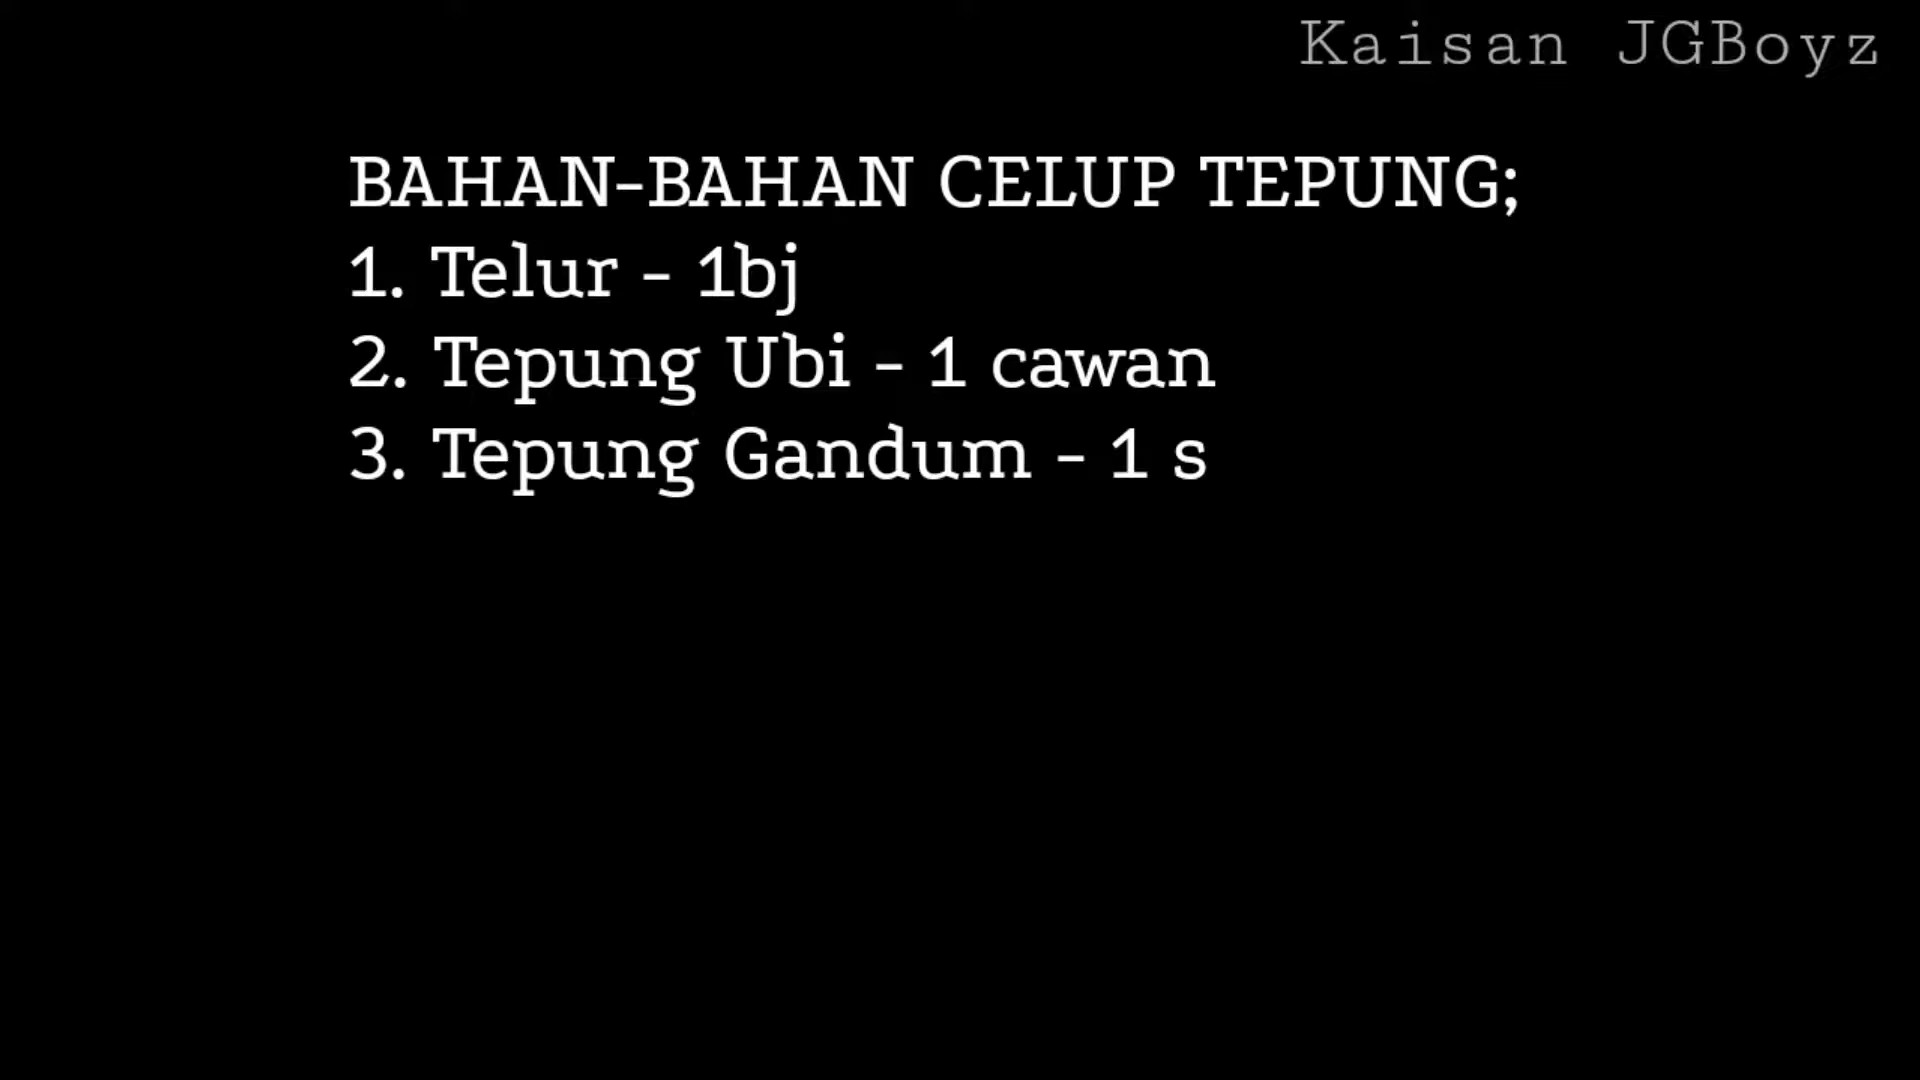 Kaisan JGBoyz
BAHAN-BAHAN CELUP TEPUNG;
1. Telur - 1bj
2. Tepung Ubi - 1 cawan
3. Tepung Gandum - 1 s